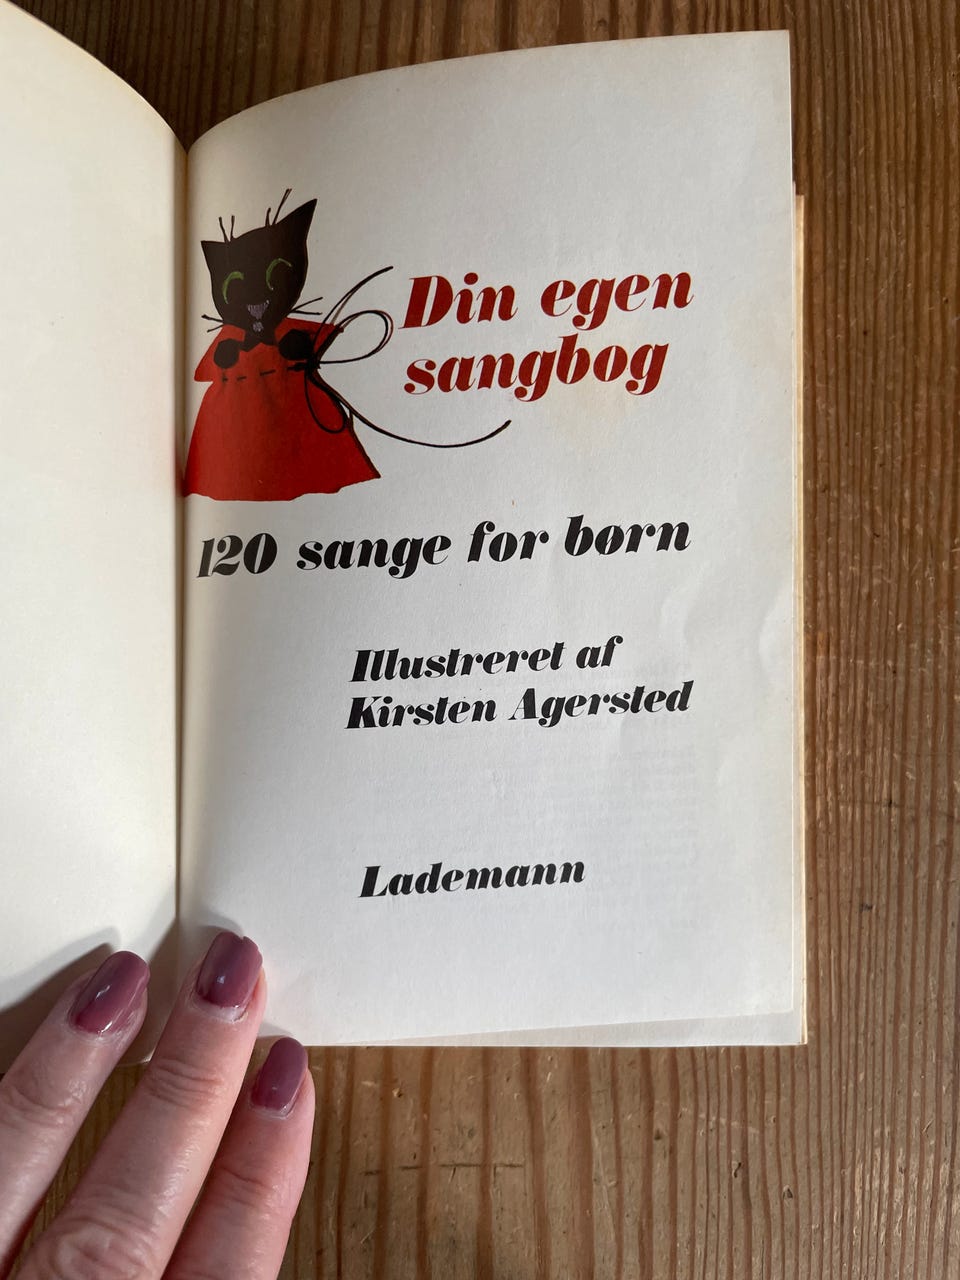 Din egen
sangbog
120 sange for børn
Illustreret af
Kirsten Agersted
Lademann